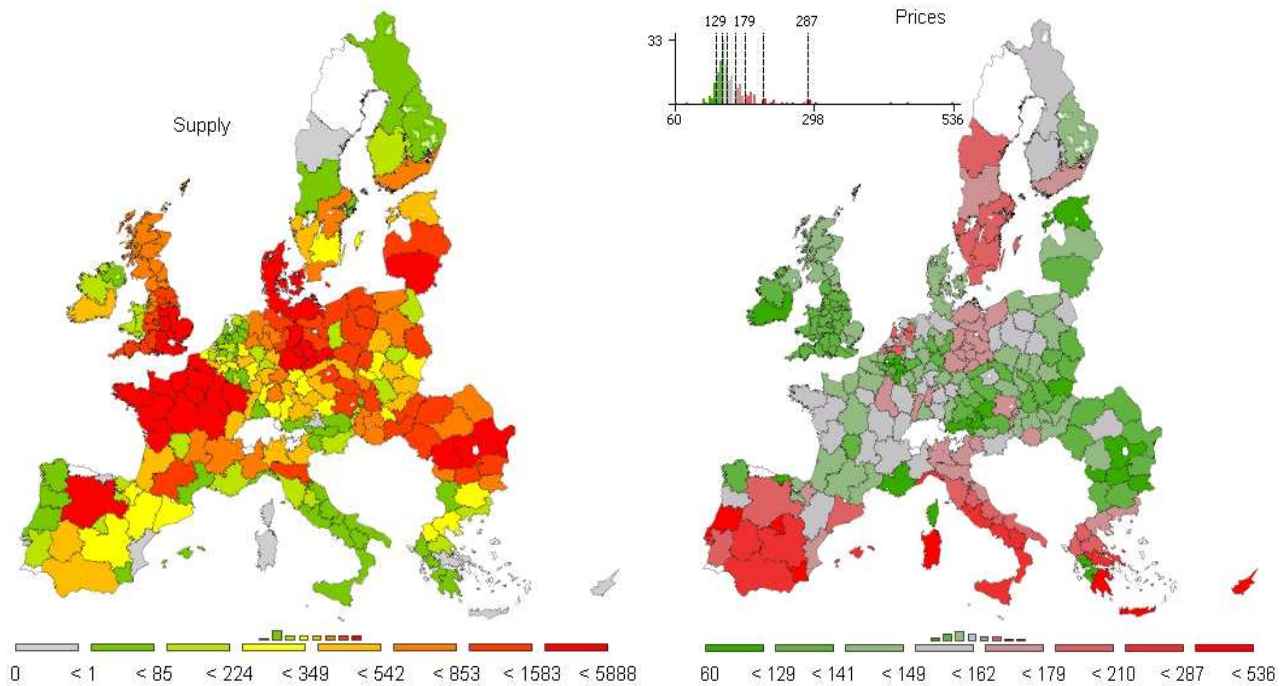 Supply
Prices
129 179 287
33
60 298 536
0 < 1 < 85 < 224 < 349 < 542 < 853 < 1583 < 5888
60 < 129 < 141 < 149 < 162 < 179 < 210 < 287 < 536